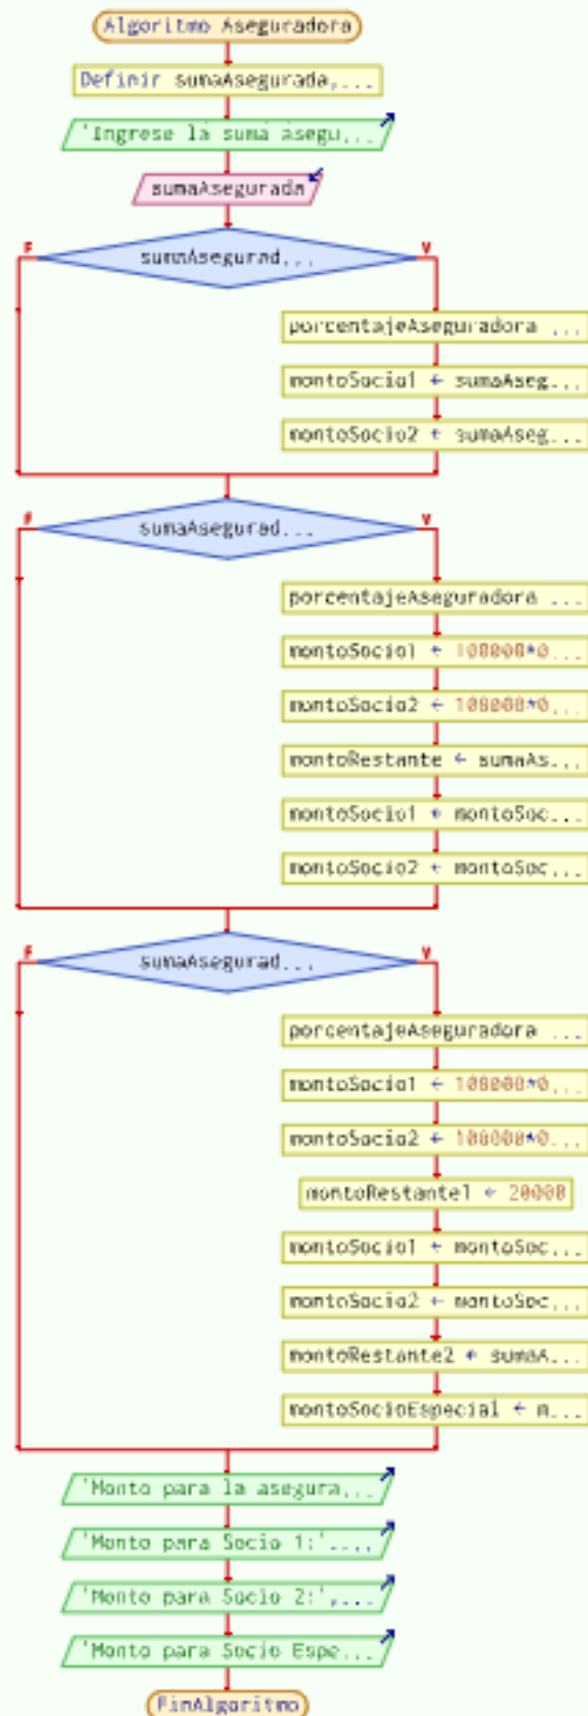 Algoritmo Aseguradora
Definir sumaAsegurada,...
'Ingrese la suma asegu,...
sumaAsegurada
F
sumaAsegurad...
V
porcentajeAseguradora ...
montoSocio1 ← sumaAseg...
montoSocio2 ← sumaAseg...
F
sumaAsegurad...
V
porcentajeAseguradora ...
montoSocio1 ← 100000*0...
montoSocio2 ← 100000*0...
montoRestante ← sumaAs...
montoSocio1 ← montoSoc...
montoSocio2 ← montoSoc...
F
sumaAsegurad...
V
porcentajeAseguradora ...
montoSocio1 ← 100000*0...
montoSocio2 ← 100000*0...
montoRestante1 ← 20000
montoSocio1 ← montoSoc...
montoSocio2 ← montoSoc...
montoRestante2 ← sumaA...
montoSocioEspecial ← m...
'Monto para la asegura,...
'Monto para Socio 1:'....
'Monto para Socio 2:',...
'Monto para Socio Espe...
FinAlgoritmo